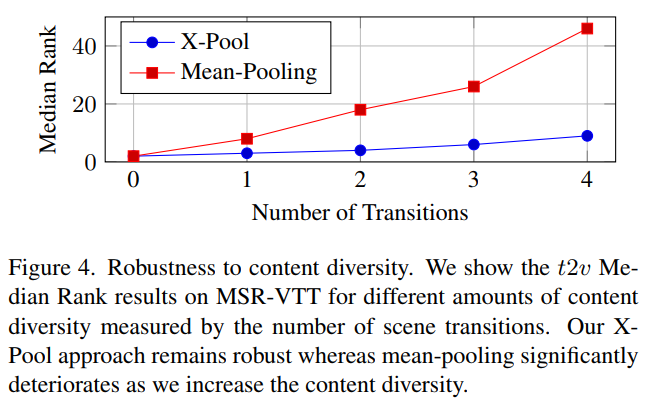 X-Pool
Mean-Pooling
Median Rank
40
20
0
0 1 2 3 4
Number of Transitions
Figure 4. Robustness to content diversity. We show the t2v Me-
dian Rank results on MSR-VTT for different amounts of content
diversity measured by the number of scene transitions. Our X-
Pool approach remains robust whereas mean-pooling significantly
deteriorates as we increase the content diversity.